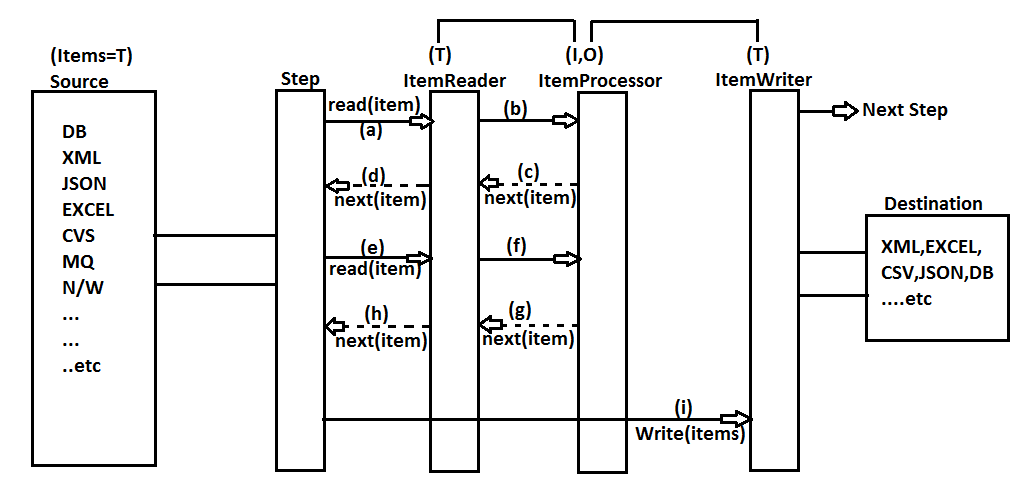 (Items=T)
Source
DB
XML
JSON
EXCEL
CVS
MQ
N/W
...
...
..etc
Step
(T)
ItemReader
(I,O)
ItemProcessor
(T)
ItemWriter
read(item)
(a)
(b)
(c)
next(item)
(d)
next(item)
(e)
read(item)
(f)
(g)
next(item)
(h)
next(item)
(i)
Write(items)
Next Step
Destination
XML,EXCEL,
CSV,JSON,DB
....etc